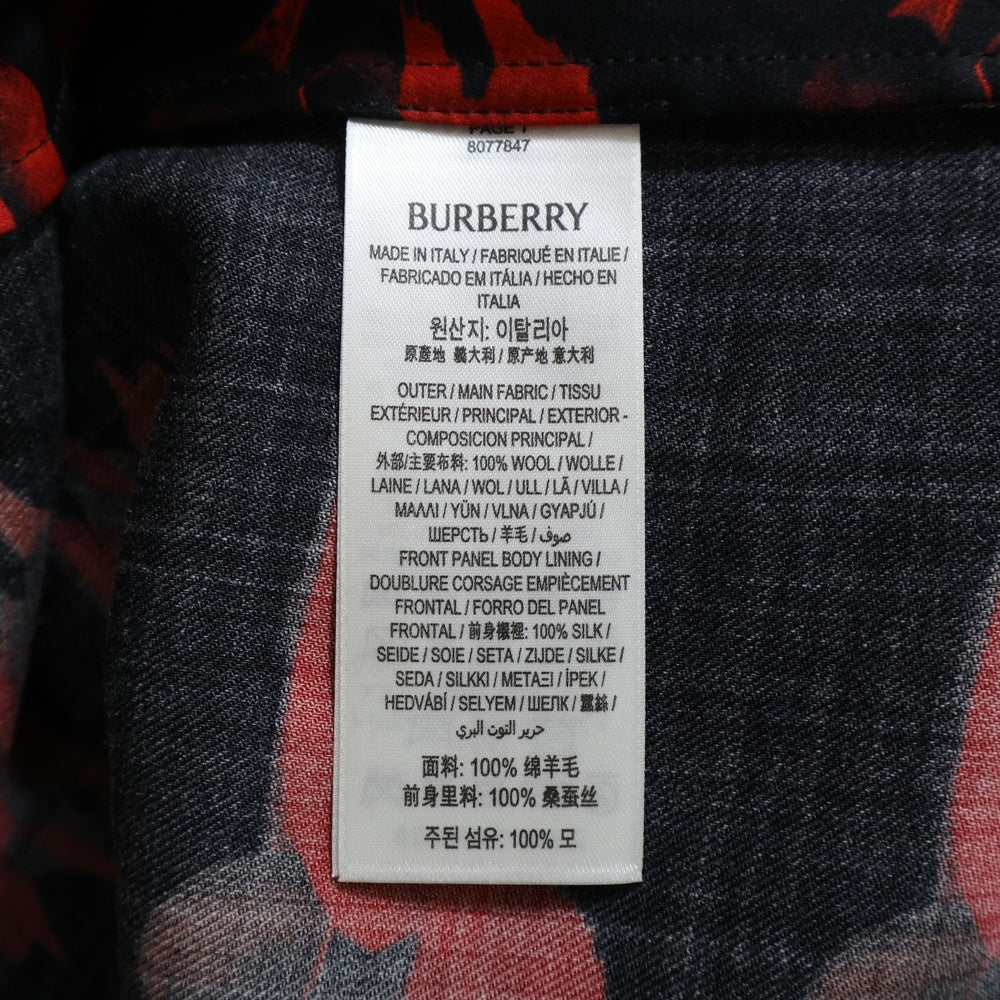 PAGE 1
8077847
BURBERRY
MADE IN ITALY / FABRIQUÉ EN ITALIE /
FABRICADO EM ITÁLIA / HECHO EN
ITALIA
원산지: 이탈리아
原產地 義大利 / 原产地 意大利
OUTER / MAIN FABRIC / TISSU
EXTÉRIEUR / PRINCIPAL / EXTERIOR -
COMPOSICION PRINCIPAL /
外部/主要布料: 100% WOOL / WOLLE /
LAINE / LANA / WOL / ULL / LÃ / VILLA /
ΜΑΛΛΙ / YÜN / VLNA / GYAPJÚ /
ШЕРСТЬ / 羊毛 / صوف
FRONT PANEL BODY LINING /
DOUBLURE CORSAGE EMPIÈCEMENT
FRONTAL / FORRO DEL PANEL
FRONTAL / 前身襯裡: 100% SILK /
SEIDE / SOIE / SETA / ZIJDE / SILKE /
SEDA / SILKKI / ΜΕΤΑΞΙ / İPEK /
HEDVÁBÍ / SELYEM / ШЕЛК / 蠶絲 /
حرير التوت البري
面料: 100% 绵羊毛
前身里料: 100% 桑蚕丝
주된 섬유: 100% 모